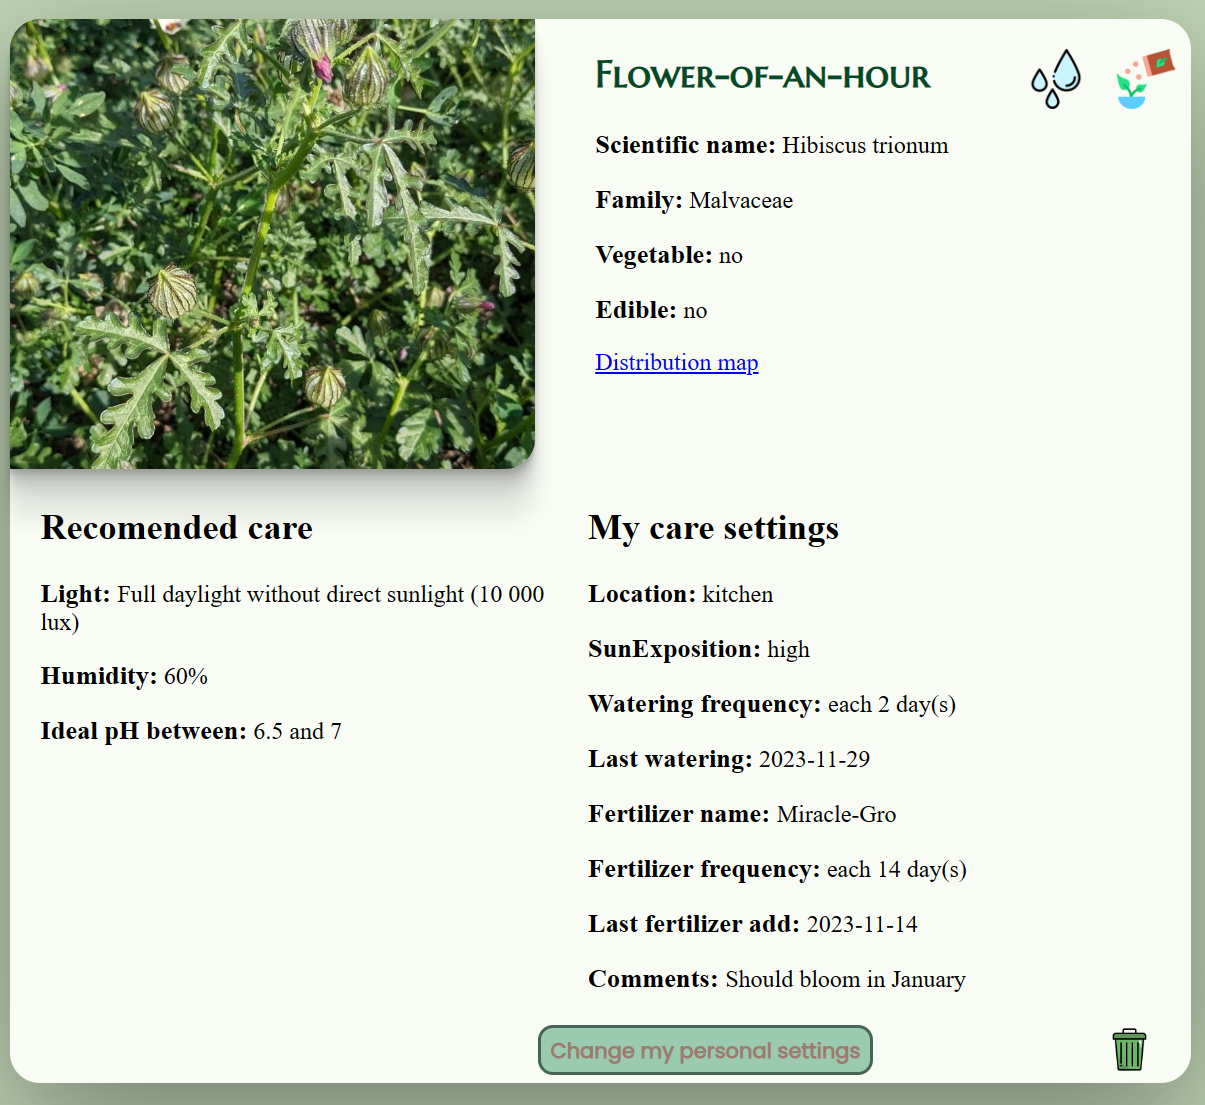 Flower-of-an-hour
Scientific name: Hibiscus trionum
Family: Malvaceae
Vegetable: no
Edible: no
Distribution map
Recomended care
Light: Full daylight without direct sunlight (10 000
lux)
Humidity: 60%
Ideal pH between: 6.5 and 7
My care settings
Location: kitchen
SunExposition: high
Watering frequency: each 2 day(s)
Last watering: 2023-11-29
Fertilizer name: Miracle-Gro
Fertilizer frequency: each 14 day(s)
Last fertilizer add: 2023-11-14
Comments: Should bloom in January
Change my personal settings